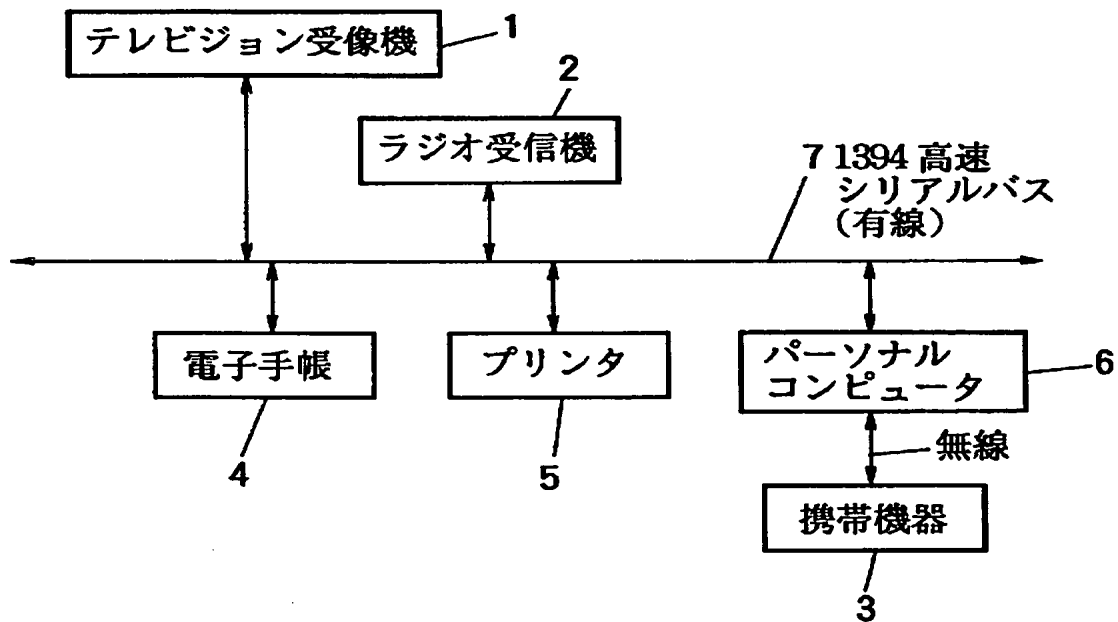 テレビジョン受像機
1
2
ラジオ受信機
7 1394 高速
シリアルバス
(有線)
電子手帳
プリンタ
パーソナル
コンピュータ
6
4
5
無線
携帯機器
3